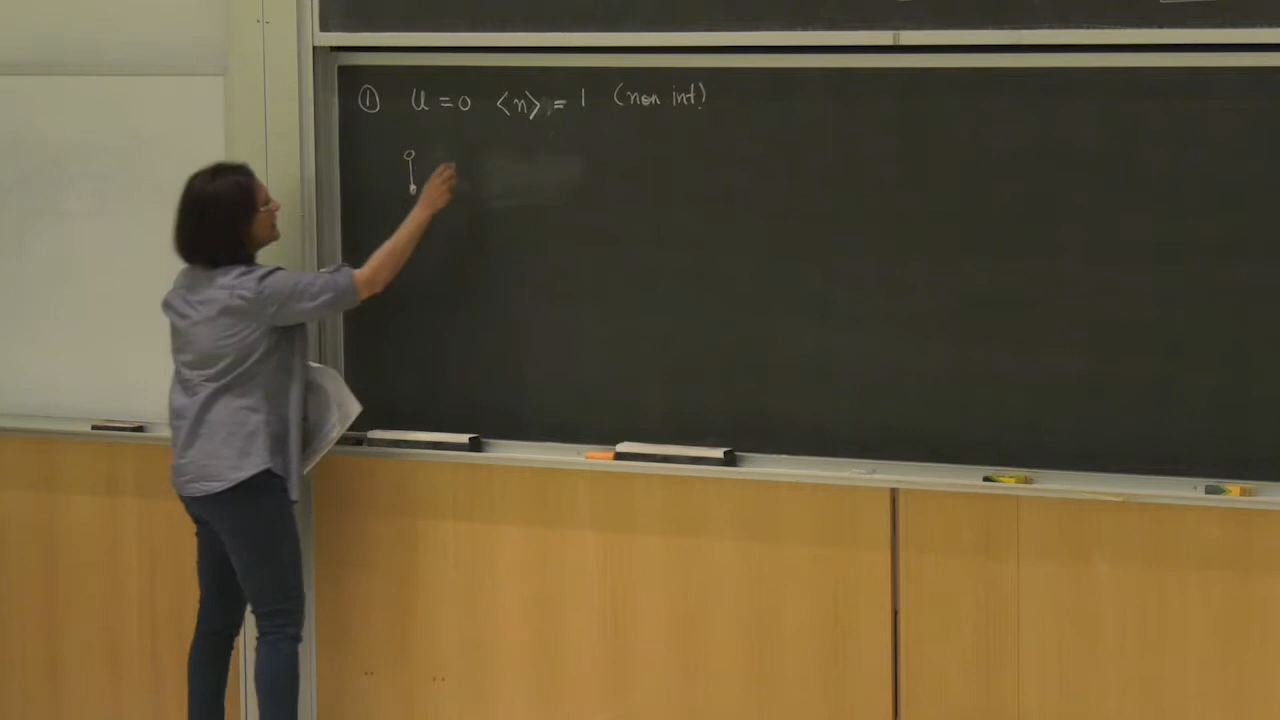 ① U = 0 ⟨n⟩ = 1 (non int)